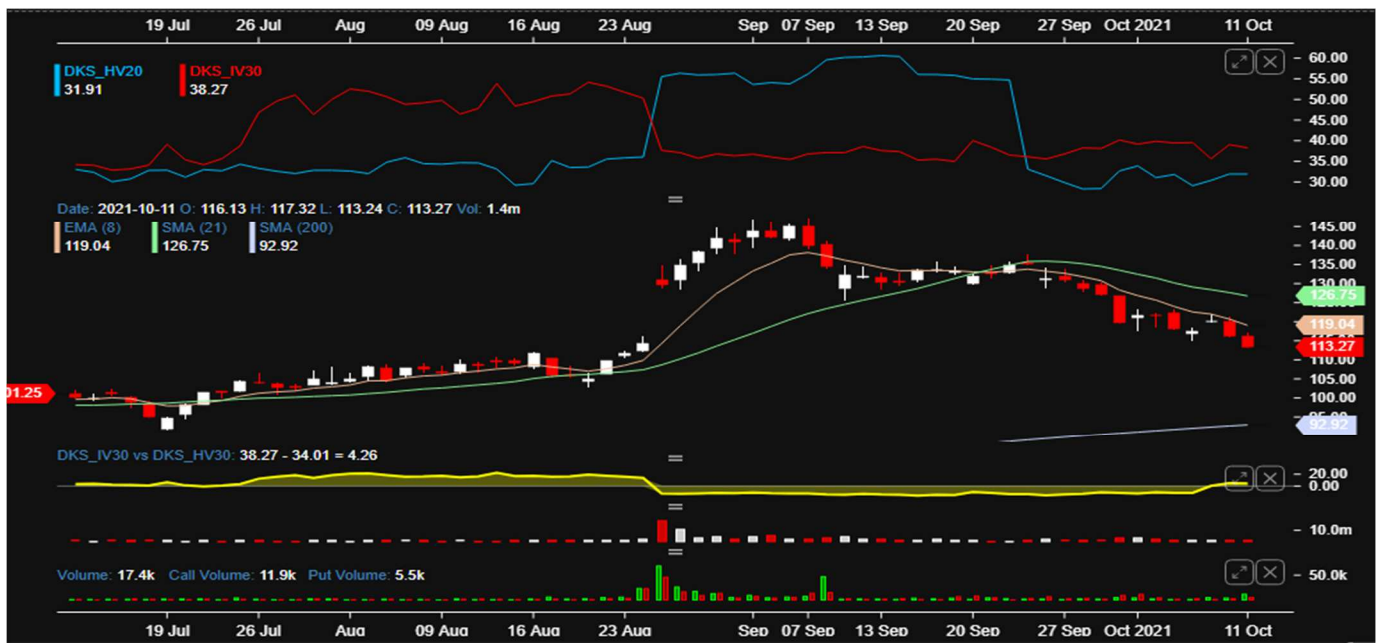 19 Jul 26 Jul Aug 09 Aug 16 Aug 23 Aug Sep 07 Sep 13 Sep 20 Sep 27 Sep Oct 2021 11 Oct
DKS_HV20 DKS_IV30
31.91 38.27
60.00
55.00
50.00
45.00
40.00
35.00
30.00
Date: 2021-10-11 O: 116.13 H: 117.32 L: 113.24 C: 113.27 Vol: 1.4m
EMA (8) SMA (21) SMA (200)
119.04 126.75 92.92
145.00
140.00
135.00
130.00
126.75
119.04
113.27
110.00
105.00
01.25
100.00
92.92
DKS_IV30 vs DKS_HV30: 38.27 - 34.01 = 4.26
20.00
0.00
10.0m
Volume: 17.4k Call Volume: 11.9k Put Volume: 5.5k
50.0k
19 Jul 26 Jul Aug 09 Aug 16 Aug 23 Aug Sep 07 Sep 13 Sep 20 Sep 27 Sep Oct 2021 11 Oct